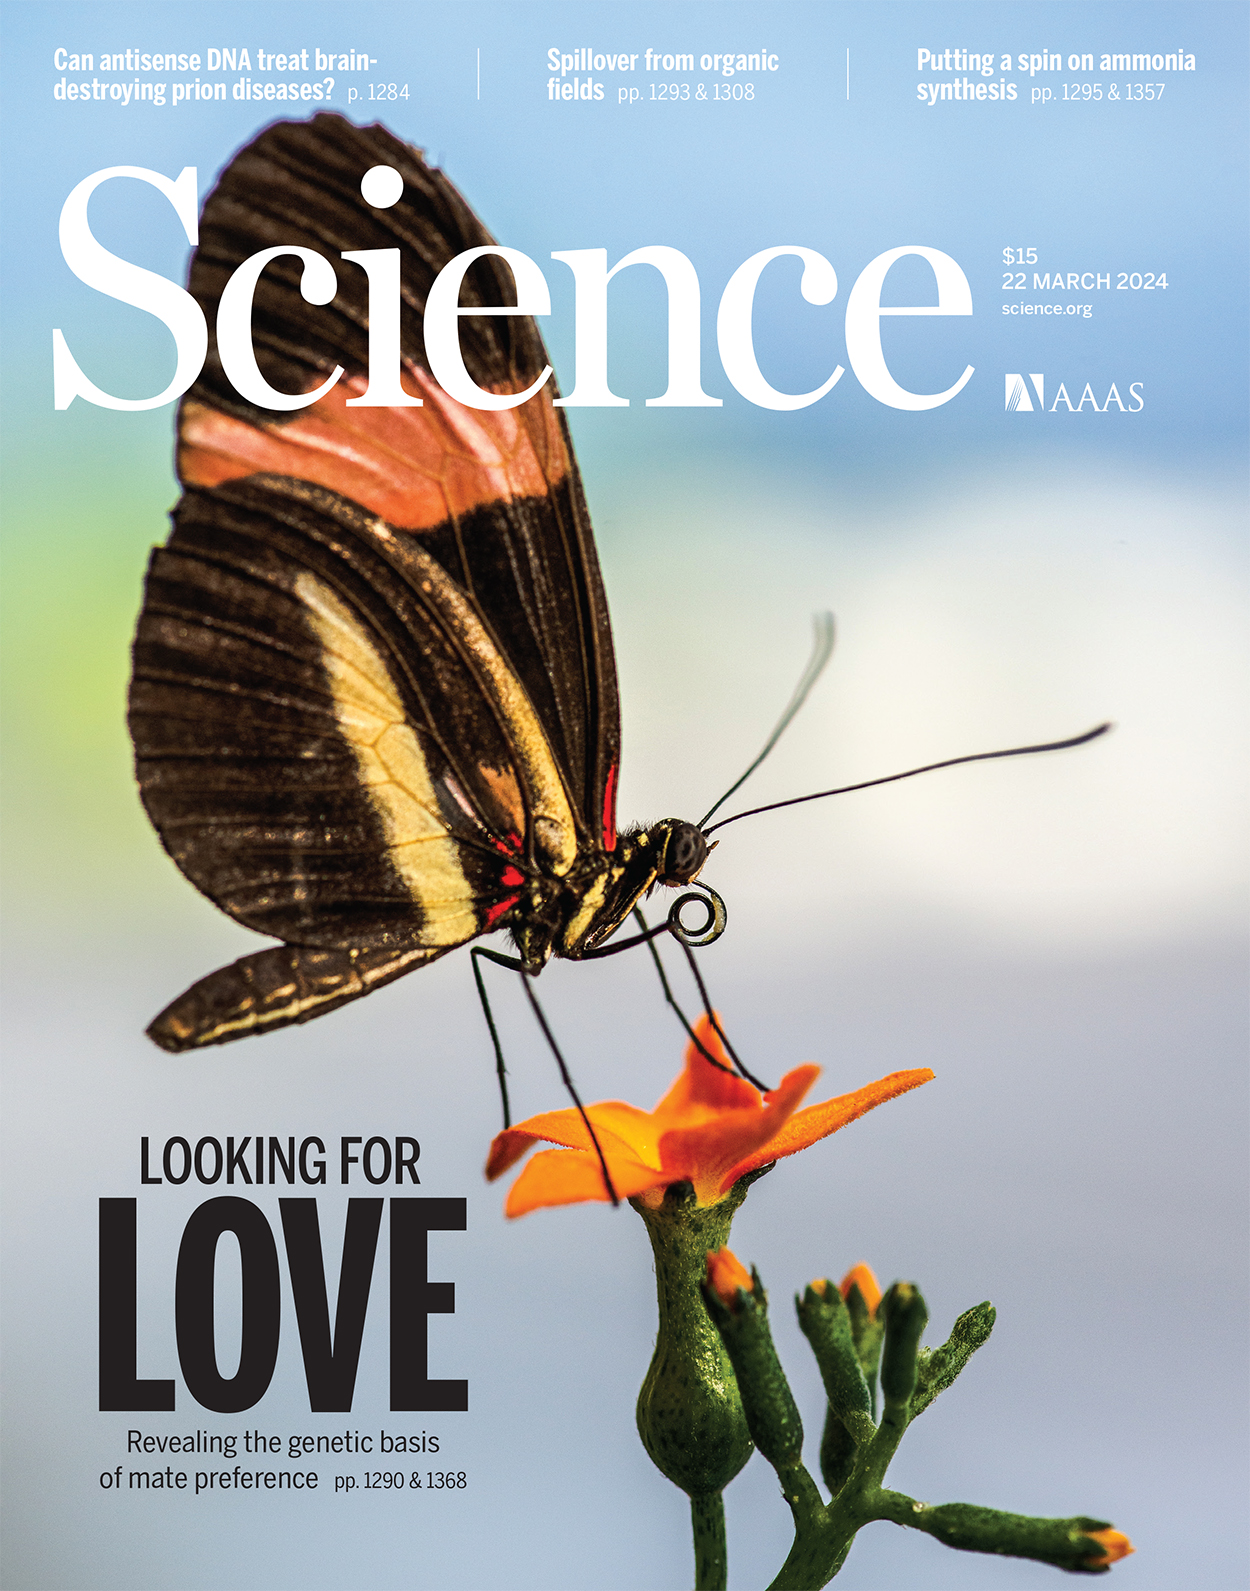 Can antisense DNA treat brain-
destroying prion diseases? p. 1284
Spillover from organic
fields pp. 1293 & 1308
Putting a spin on ammonia
synthesis pp. 1295 & 1357
Science
$15
22 MARCH 2024
science.org
AAAS
LOOKING FOR
LOVE
Revealing the genetic basis
of mate preference pp. 1290 & 1368